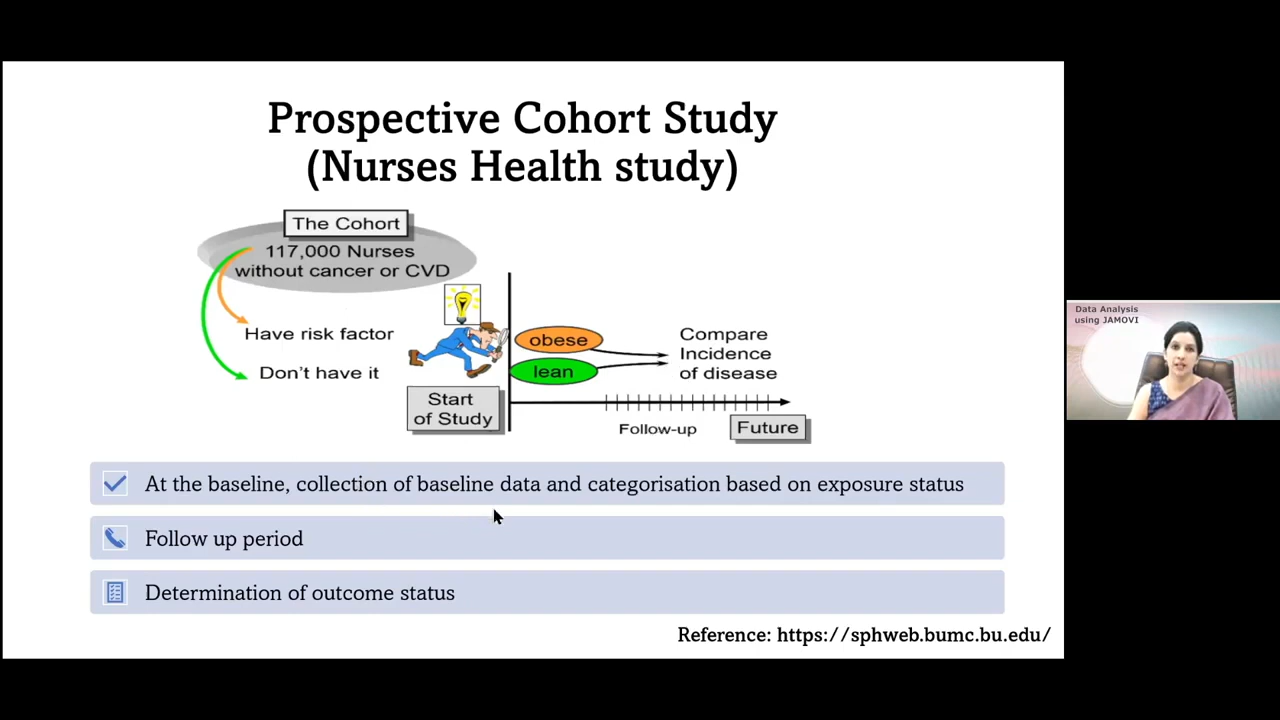 Prospective Cohort Study
(Nurses Health study)
The Cohort
117,000 Nurses
without cancer or CVD
Have risk factor
Don't have it
Start
of Study
obese
lean
Compare
Incidence
of disease
Follow-up
Future
At the baseline, collection of baseline data and categorisation based on exposure status
Follow up period
Determination of outcome status
Reference: https://sphweb.bumc.bu.edu/
Data Analysis
using JAMOVI